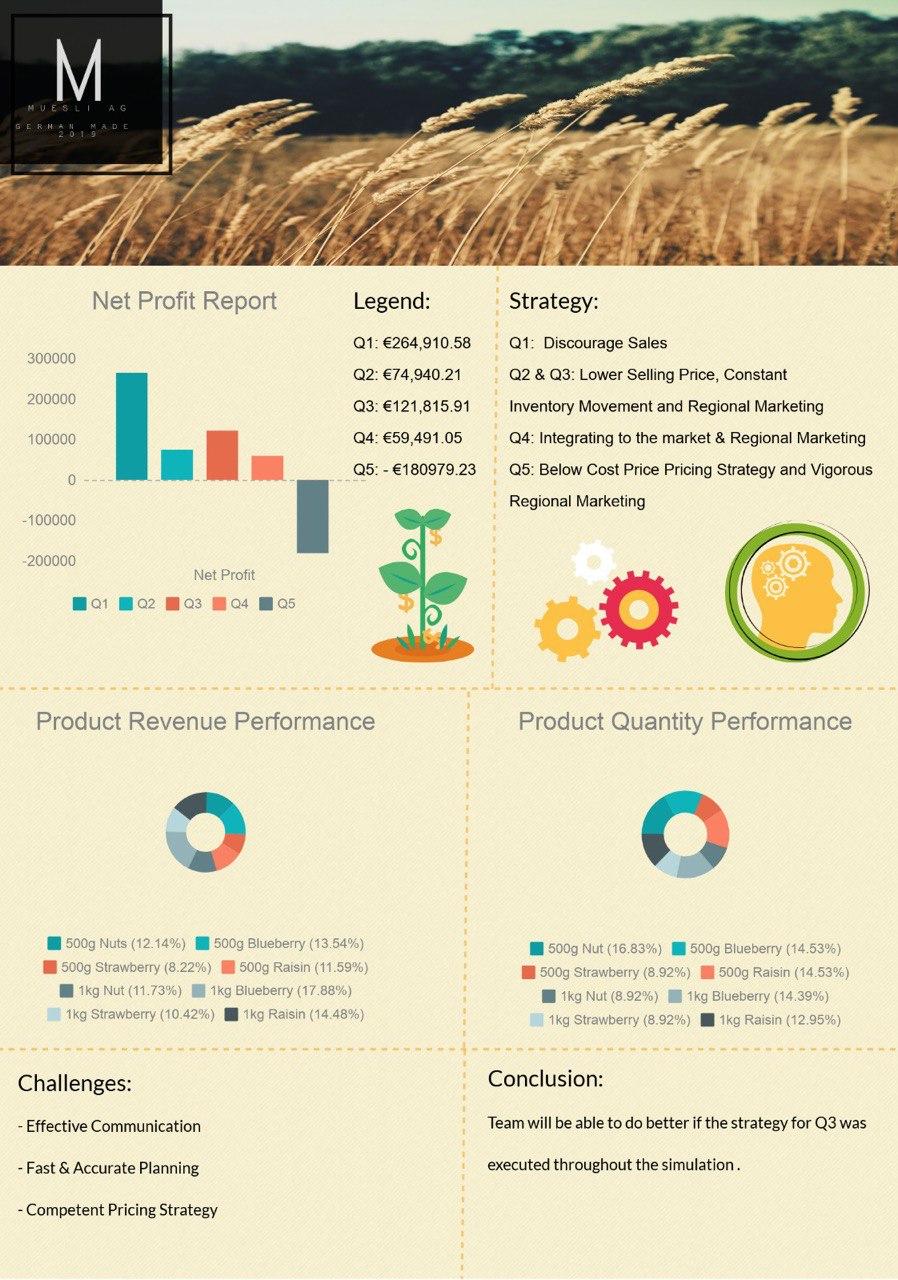 M
MUESLI AG
GERMAN MADE
2019
Net Profit Report
300000
200000
100000
0
-100000
-200000
Net Profit
Q1 Q2 Q3 Q4 Q5
Legend:
Q1: €264,910.58
Q2: €74,940.21
Q3: €121,815.91
Q4: €59,491.05
Q5: - €180979.23
$
$
$
Strategy:
Q1:  Discourage Sales
Q2 & Q3: Lower Selling Price, Constant
Inventory Movement and Regional Marketing
Q4: Integrating to the market & Regional Marketing
Q5: Below Cost Price Pricing Strategy and Vigorous
Regional Marketing
Product Revenue Performance
500g Nuts (12.14%) 500g Blueberry (13.54%)
500g Strawberry (8.22%) 500g Raisin (11.59%)
1kg Nut (11.73%) 1kg Blueberry (17.88%)
1kg Strawberry (10.42%) 1kg Raisin (14.48%)
Product Quantity Performance
500g Nut (16.83%) 500g Blueberry (14.53%)
500g Strawberry (8.92%) 500g Raisin (14.53%)
1kg Nut (8.92%) 1kg Blueberry (14.39%)
1kg Strawberry (8.92%) 1kg Raisin (12.95%)
Challenges:
- Effective Communication
- Fast & Accurate Planning
- Competent Pricing Strategy
Conclusion:
Team will be able to do better if the strategy for Q3 was
executed throughout the simulation .